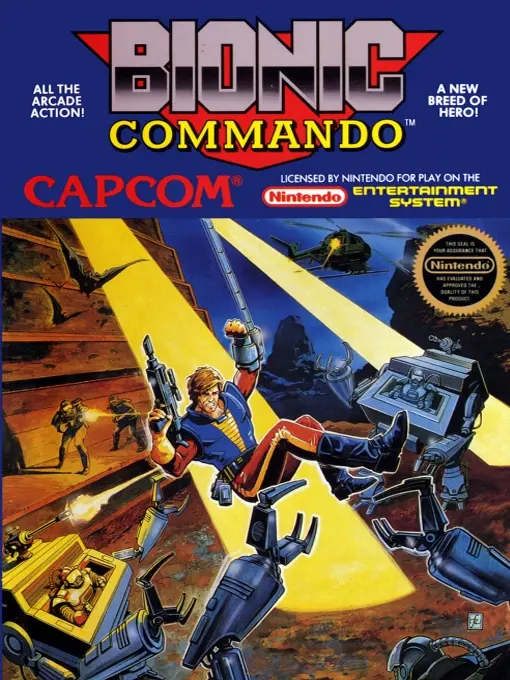 BIONIC
COMMANDO™
ALL THE
ARCADE
ACTION!
A NEW
BREED OF
HERO!
CAPCOM®
LICENSED BY NINTENDO FOR PLAY ON THE
Nintendo®
ENTERTAINMENT
SYSTEM®
THIS SEAL IS
YOUR ASSURANCE THAT
Nintendo
HAS EVALUATED AND
APPROVED THE
QUALITY OF THIS
PRODUCT